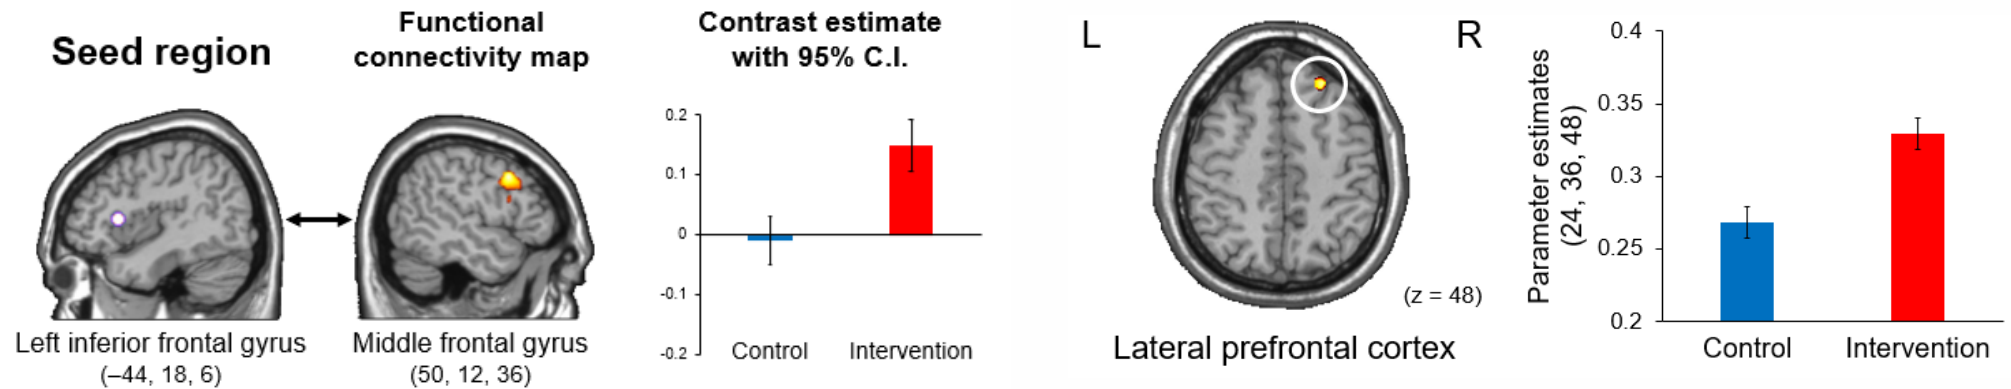 Seed region
Functional
connectivity map
Left inferior frontal gyrus
(–44, 18, 6)
Middle frontal gyrus
(50, 12, 36)
Contrast estimate
with 95% C.I.
0.2
0.1
0
-0.1
-0.2
Control
Intervention
L
R
(z = 48)
Lateral prefrontal cortex
Parameter estimates
(24, 36, 48)
0.4
0.35
0.3
0.25
0.2
Control
Intervention